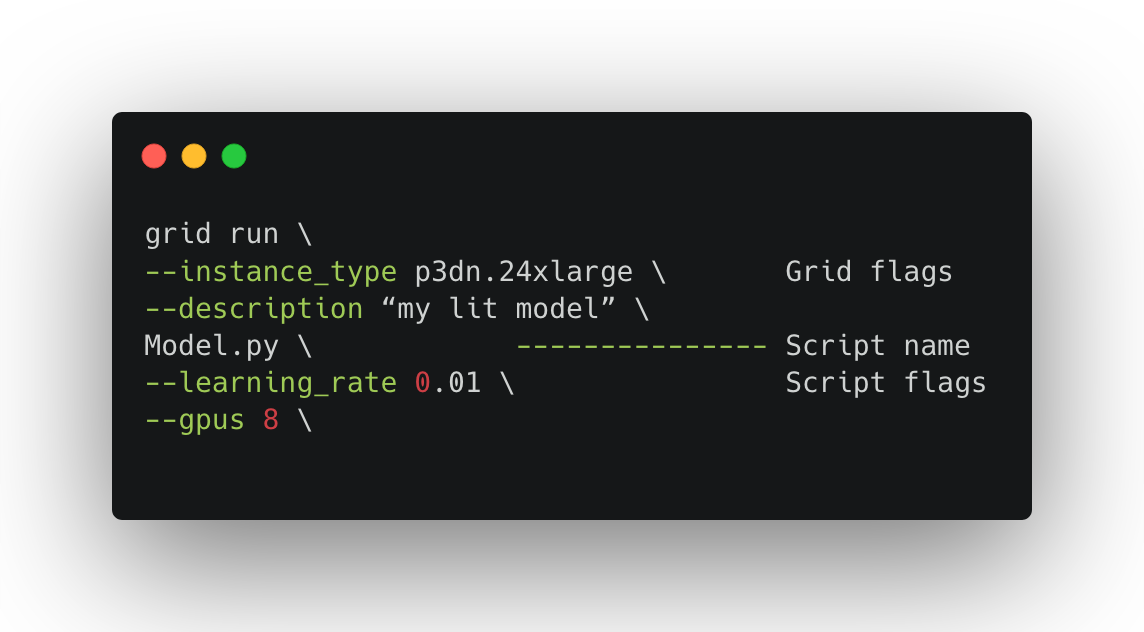 grid run \
--instance_type p3dn.24xlarge \ Grid flags
--description “my lit model” \
Model.py \ --------------- Script name
--learning_rate 0.01 \ Script flags
--gpus 8 \